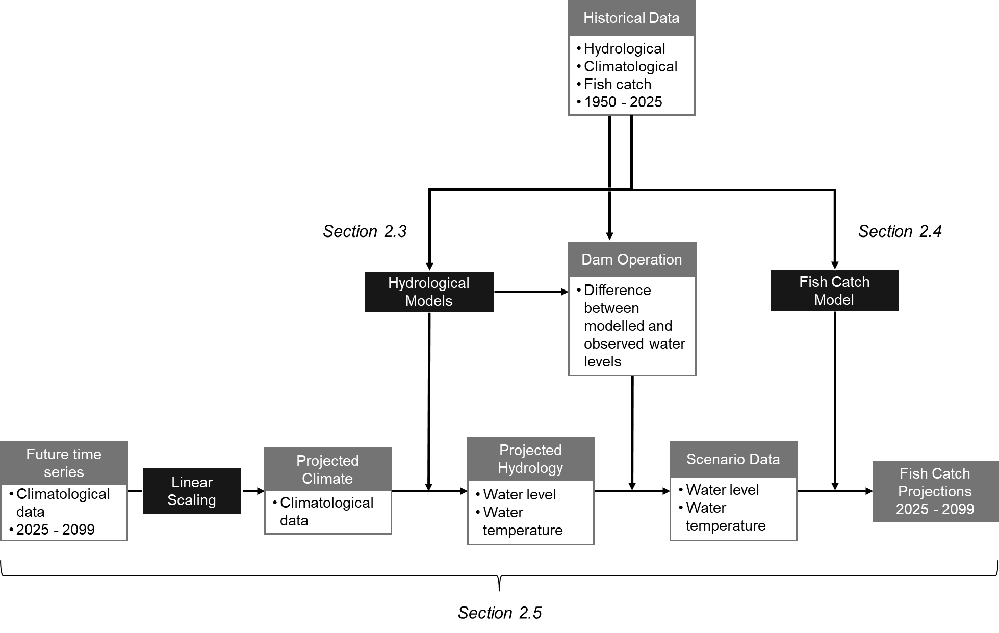 Historical Data
• Hydrological
• Climatological
• Fish catch
• 1950 - 2025
Section 2.3
Section 2.4
Hydrological
Models
Dam Operation
• Difference
between
modelled and
observed water
levels
Fish Catch
Model
Future time
series
• Climatological
data
• 2025 - 2099
Linear
Scaling
Projected
Climate
• Climatological
data
Projected
Hydrology
• Water level
• Water
temperature
Scenario Data
• Water level
• Water
temperature
Fish Catch
Projections
2025 - 2099
Section 2.5